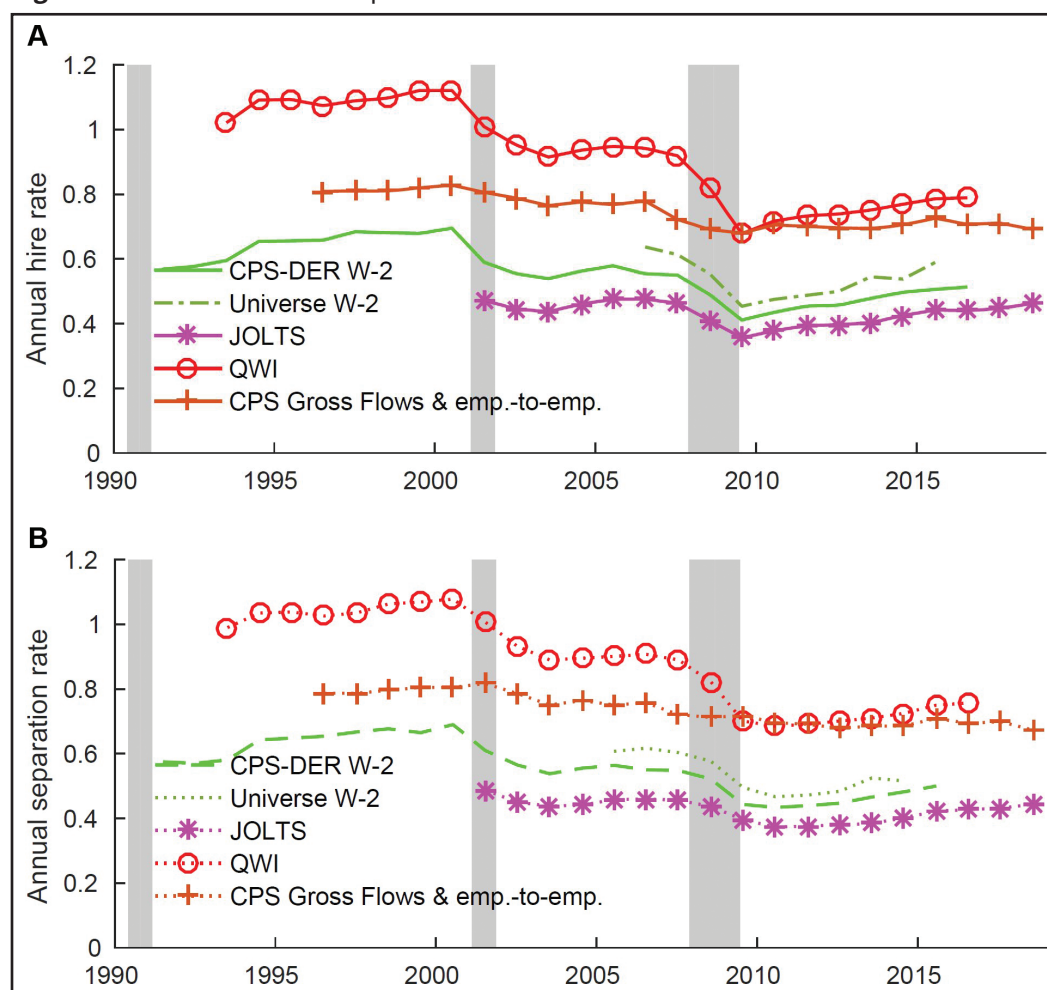 A
1.2
1
0.8
0.6
0.4
0.2
0
Annual hire rate
CPS-DER W-2
Universe W-2
JOLTS
QWI
CPS Gross Flows & emp.-to-emp.
1990 1995 2000 2005 2010 2015
B
1.2
1
0.8
0.6
0.4
0.2
0
Annual separation rate
CPS-DER W-2
Universe W-2
JOLTS
QWI
CPS Gross Flows & emp.-to-emp.
1990 1995 2000 2005 2010 2015